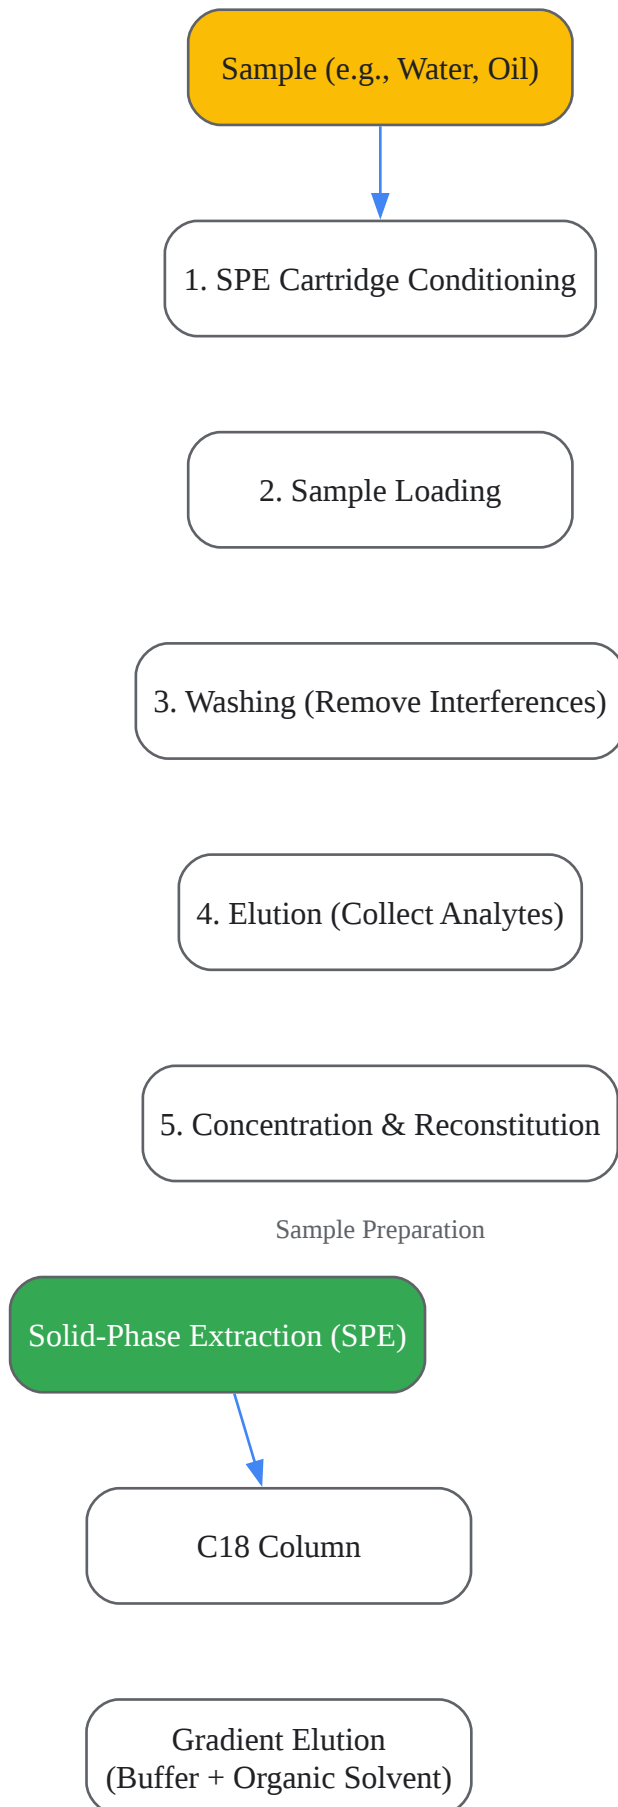 Sample (e.g., Water, Oil)
1. SPE Cartridge Conditioning
2. Sample Loading
3. Washing (Remove Interferences)
4. Elution (Collect Analytes)
5. Concentration & Reconstitution
Sample Preparation
Solid-Phase Extraction (SPE)
C18 Column
Gradient Elution
(Buffer + Organic Solvent)